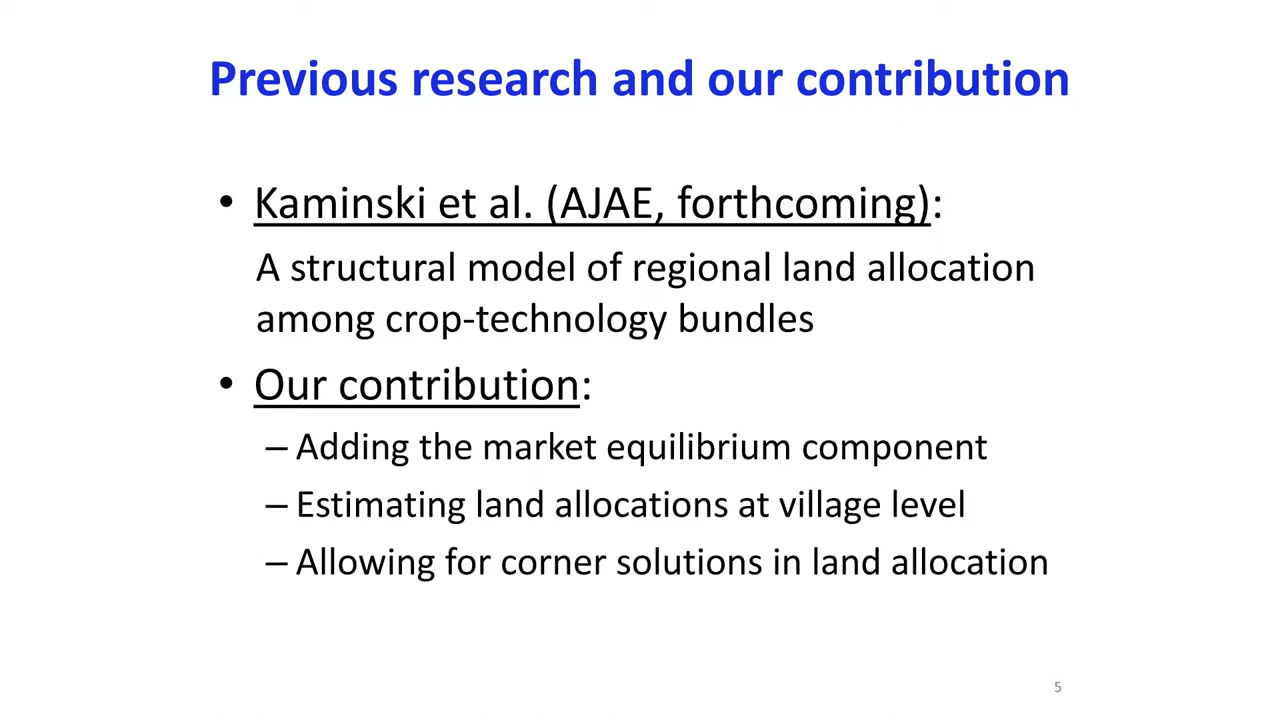 Previous research and our contribution
• Kaminski et al. (AJAE, forthcoming):
A structural model of regional land allocation
among crop-technology bundles
• Our contribution:
– Adding the market equilibrium component
– Estimating land allocations at village level
– Allowing for corner solutions in land allocation
5